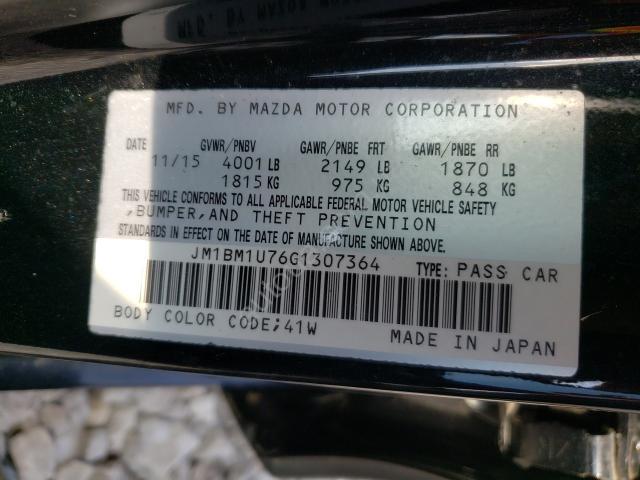 MFD. BY MAZDA MOTOR CORPORATION
DATE GVWR/PNBV GAWR/PNBE FRT GAWR/PNBE RR
11/15 4001 LB 2149 LB 1870 LB
1815 KG 975 KG 848 KG
THIS VEHICLE CONFORMS TO ALL APPLICABLE FEDERAL MOTOR VEHICLE SAFETY
,BUMPER,AND THEFT PREVENTION
STANDARDS IN EFFECT ON THE DATE OF MANUFACTURE SHOWN ABOVE.
JM1BM1U76G1307364 TYPE: PASS CAR
BODY COLOR CODE;41W MADE IN JAPAN